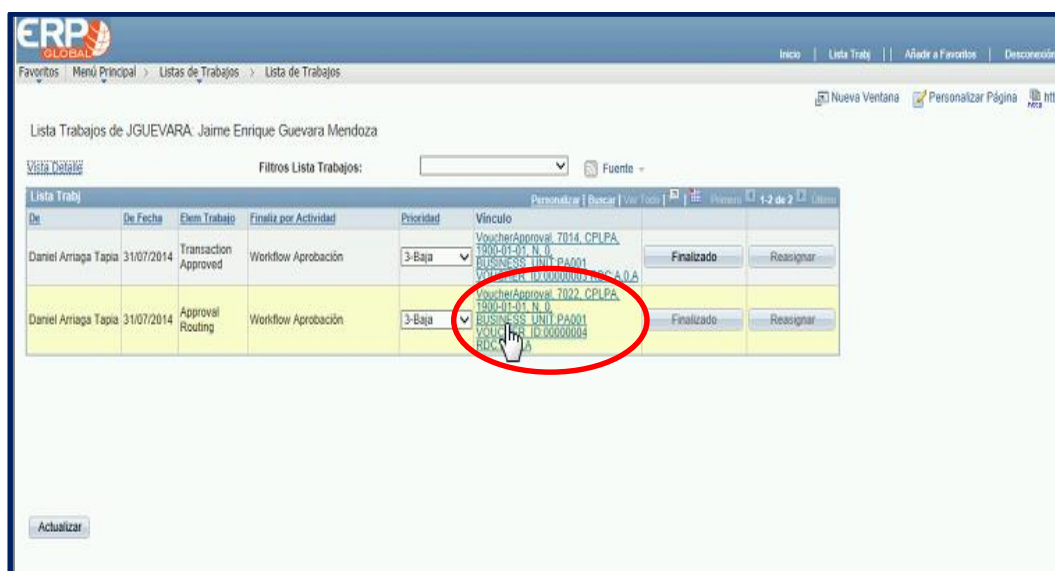 ERP
GLOBAL
Inicio | Lista Trabj | | Añadir a Favoritos | Desconexión
Favoritos Menú Principal > Listas de Trabajos > Lista de Trabajos
Nueva Ventana Personalizar Página
Lista Trabajos de JGUEVARA: Jaime Enrique Guevara Mendoza
Vista Detalle Filtros Lista Trabajos: Fuente
Lista Trabj Personalizar | Buscar | Ver Todo | Primero 1-2 de 2 Último
De De Fecha Elem Trabajo Finaliz por Actividad Prioridad Vínculo
Daniel Arriaga Tapia 31/07/2014 Transaction Approved Workflow Aprobación 3-Baja
VoucherApproval, 7014, CPLPA,
1900-01-01, N, 0,
BUSINESS_UNIT:PA001
VOUCHER_ID:00000003 RDC:A,0,A
Finalizado Reasignar
Daniel Arriaga Tapia 31/07/2014 Approval Routing Workflow Aprobación 3-Baja
VoucherApproval, 7022, CPLPA,
1900-01-01, N, 0,
BUSINESS_UNIT:PA001
VOUCHER_ID:00000004
Finalizado Reasignar
Actualizar